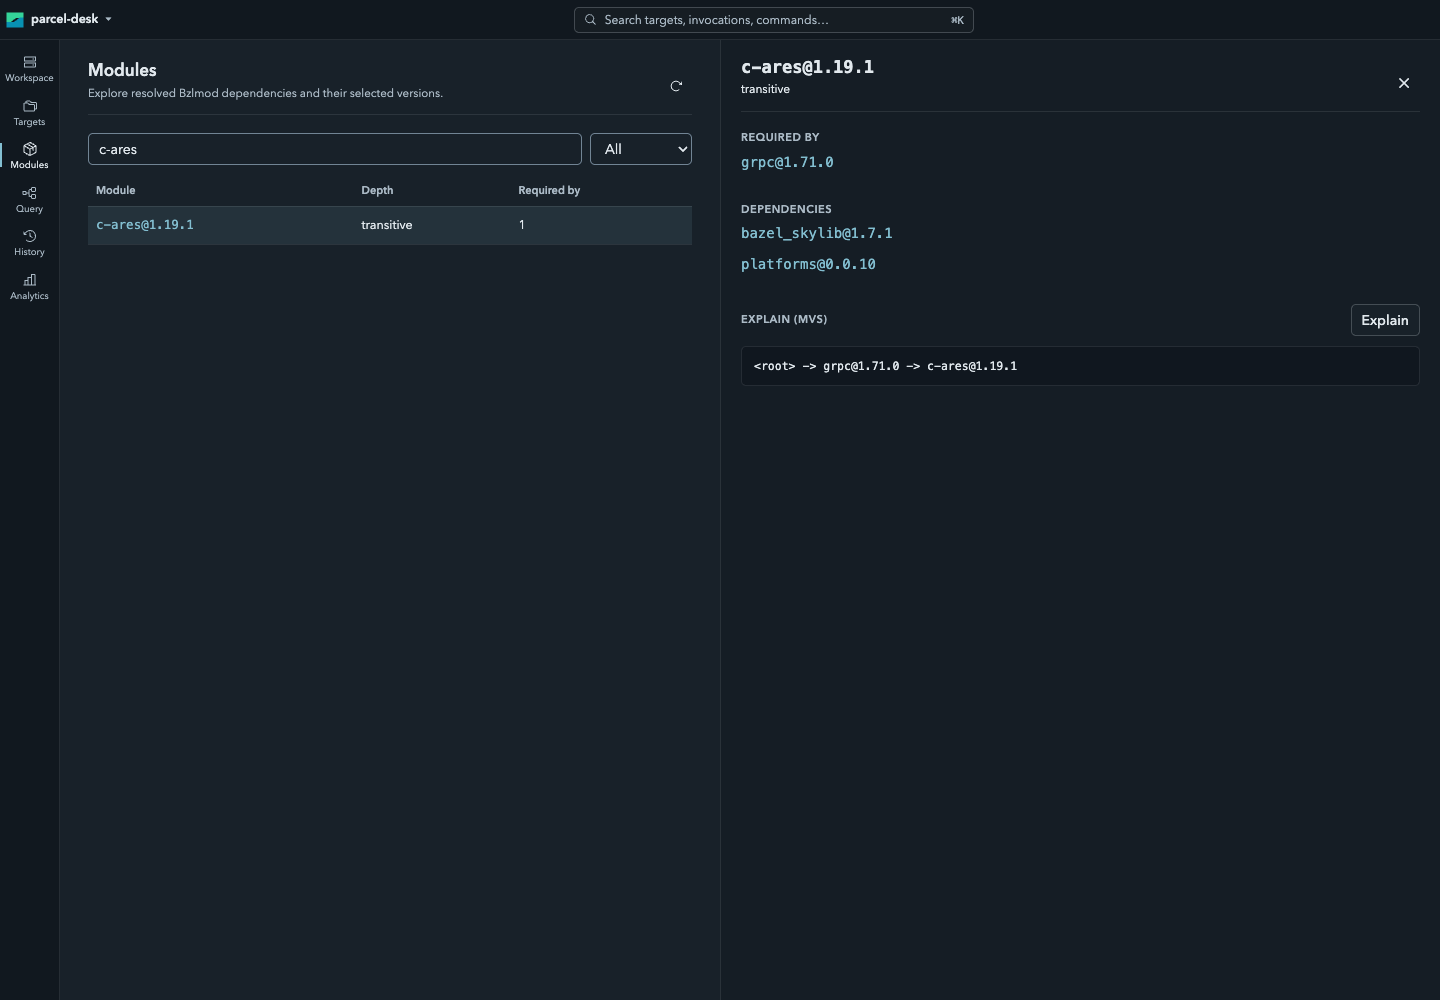 parcel-desk
Search targets, invocations, commands... ⌘K
Workspace
Targets
Modules
Query
History
Analytics
Modules
Explore resolved Bzlmod dependencies and their selected versions.
c-ares
All
Module Depth Required by
c-ares@1.19.1 transitive 1
c-ares@1.19.1
transitive
REQUIRED BY
grpc@1.71.0
DEPENDENCIES
bazel_skylib@1.7.1
platforms@0.0.10
EXPLAIN (MVS)
Explain
<root> -> grpc@1.71.0 -> c-ares@1.19.1